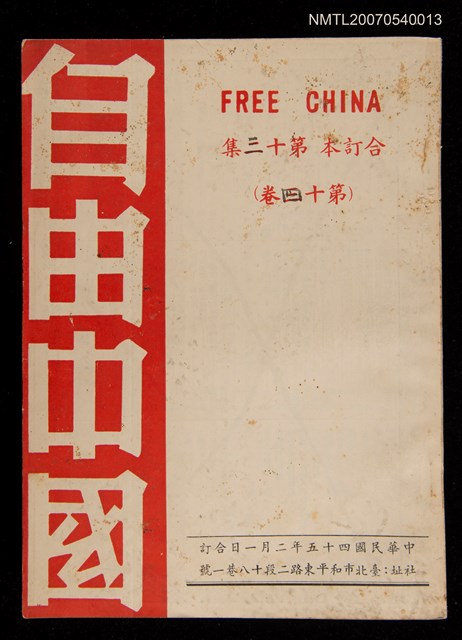 NMTL20070540013
自由中國
FREE CHINA
合訂本 第十三集
(第十四卷)
中華民國四十五年二月一日合訂
社址：臺北市和平東路二段十八巷一號